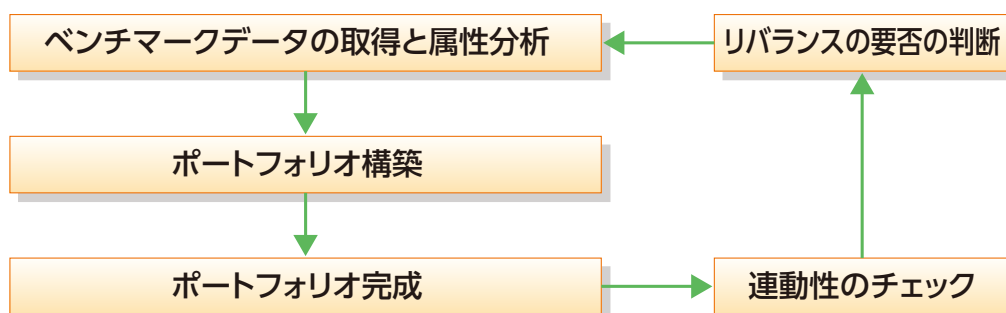 ベンチマークデータの取得と属性分析
リバランスの要否の判断
ポートフォリオ構築
ポートフォリオ完成
連動性のチェック